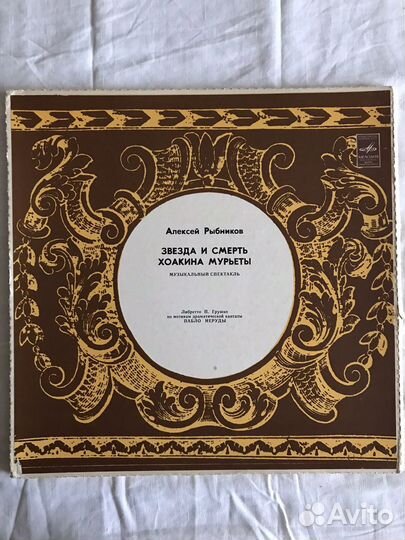 МЕЛОДИЯ
Алексей Рыбников
ЗВЕЗДА И СМЕРТЬ
ХОАКИНА МУРЬЕТЫ
МУЗЫКАЛЬНЫЙ СПЕКТАКЛЬ
Либретто П. Грушко
по мотивам драматической кантаты
ПАБЛО НЕРУДЫ
Avito